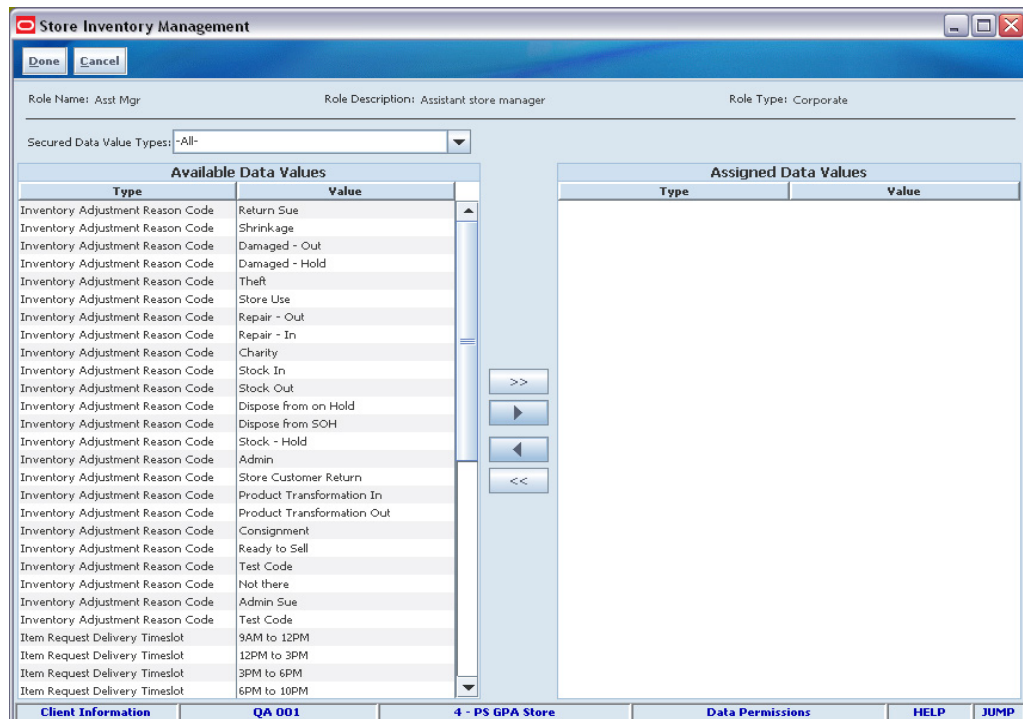 Store Inventory Management
Done Cancel
Role Name: Asst Mgr Role Description: Assistant store manager Role Type: Corporate
Secured Data Value Types: -All-
Available Data Values Assigned Data Values
Type Value Type Value
Inventory Adjustment Reason Code Return Sue
Inventory Adjustment Reason Code Shrinkage
Inventory Adjustment Reason Code Damaged - Out
Inventory Adjustment Reason Code Damaged - Hold
Inventory Adjustment Reason Code Theft
Inventory Adjustment Reason Code Store Use
Inventory Adjustment Reason Code Repair - Out
Inventory Adjustment Reason Code Repair - In
Inventory Adjustment Reason Code Charity
Inventory Adjustment Reason Code Stock In
Inventory Adjustment Reason Code Stock Out
Inventory Adjustment Reason Code Dispose from on Hold
Inventory Adjustment Reason Code Dispose from SOH
Inventory Adjustment Reason Code Stock - Hold
Inventory Adjustment Reason Code Admin
Inventory Adjustment Reason Code Store Customer Return
Inventory Adjustment Reason Code Product Transformation In
Inventory Adjustment Reason Code Product Transformation Out
Inventory Adjustment Reason Code Consignment
Inventory Adjustment Reason Code Ready to Sell
Inventory Adjustment Reason Code Test Code
Inventory Adjustment Reason Code Not there
Inventory Adjustment Reason Code Admin Sue
Inventory Adjustment Reason Code Test Code
Item Request Delivery Timeslot 9AM to 12PM
Item Request Delivery Timeslot 12PM to 3PM
Item Request Delivery Timeslot 3PM to 6PM
Item Request Delivery Timeslot 6PM to 10PM
>>
<<
Client Information QA 001 4 - PS GPA Store Data Permissions HELP JUMP